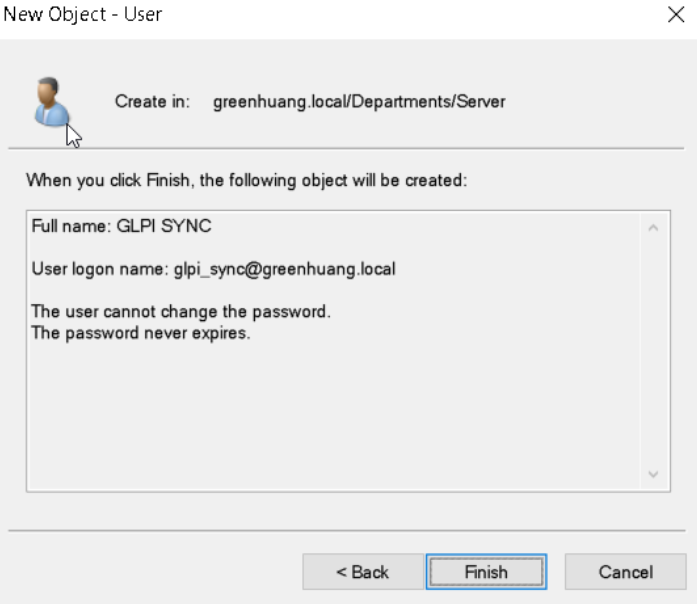 New Object - User
Create in: greenhuang.local/Departments/Server
When you click Finish, the following object will be created:
Full name: GLPI SYNC
User logon name: glpi_sync@greenhuang.local
The user cannot change the password.
The password never expires.
< Back Finish Cancel